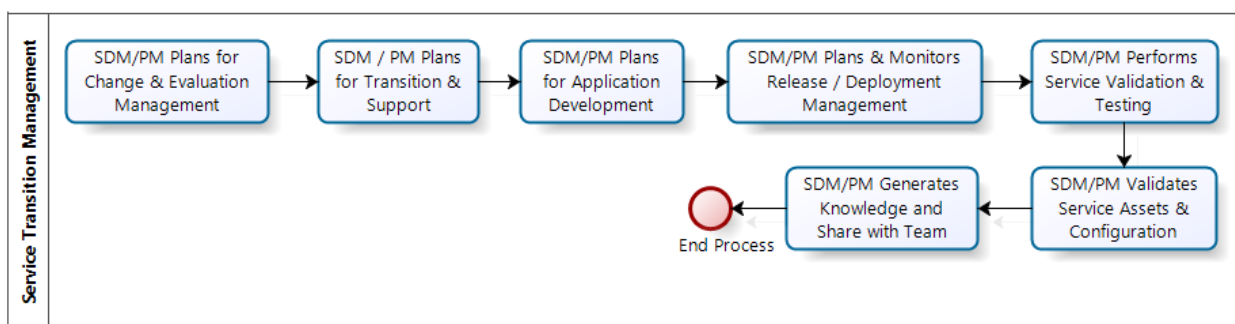 Service Transition Management
SDM/PM Plans for
Change & Evaluation
Management
SDM / PM Plans
for Transition &
Support
SDM/PM Plans
for Application
Development
SDM/PM Plans & Monitors
Release / Deployment
Management
SDM/PM Performs
Service Validation &
Testing
SDM/PM Validates
Service Assets &
Configuration
SDM/PM Generates
Knowledge and
Share with Team
End Process